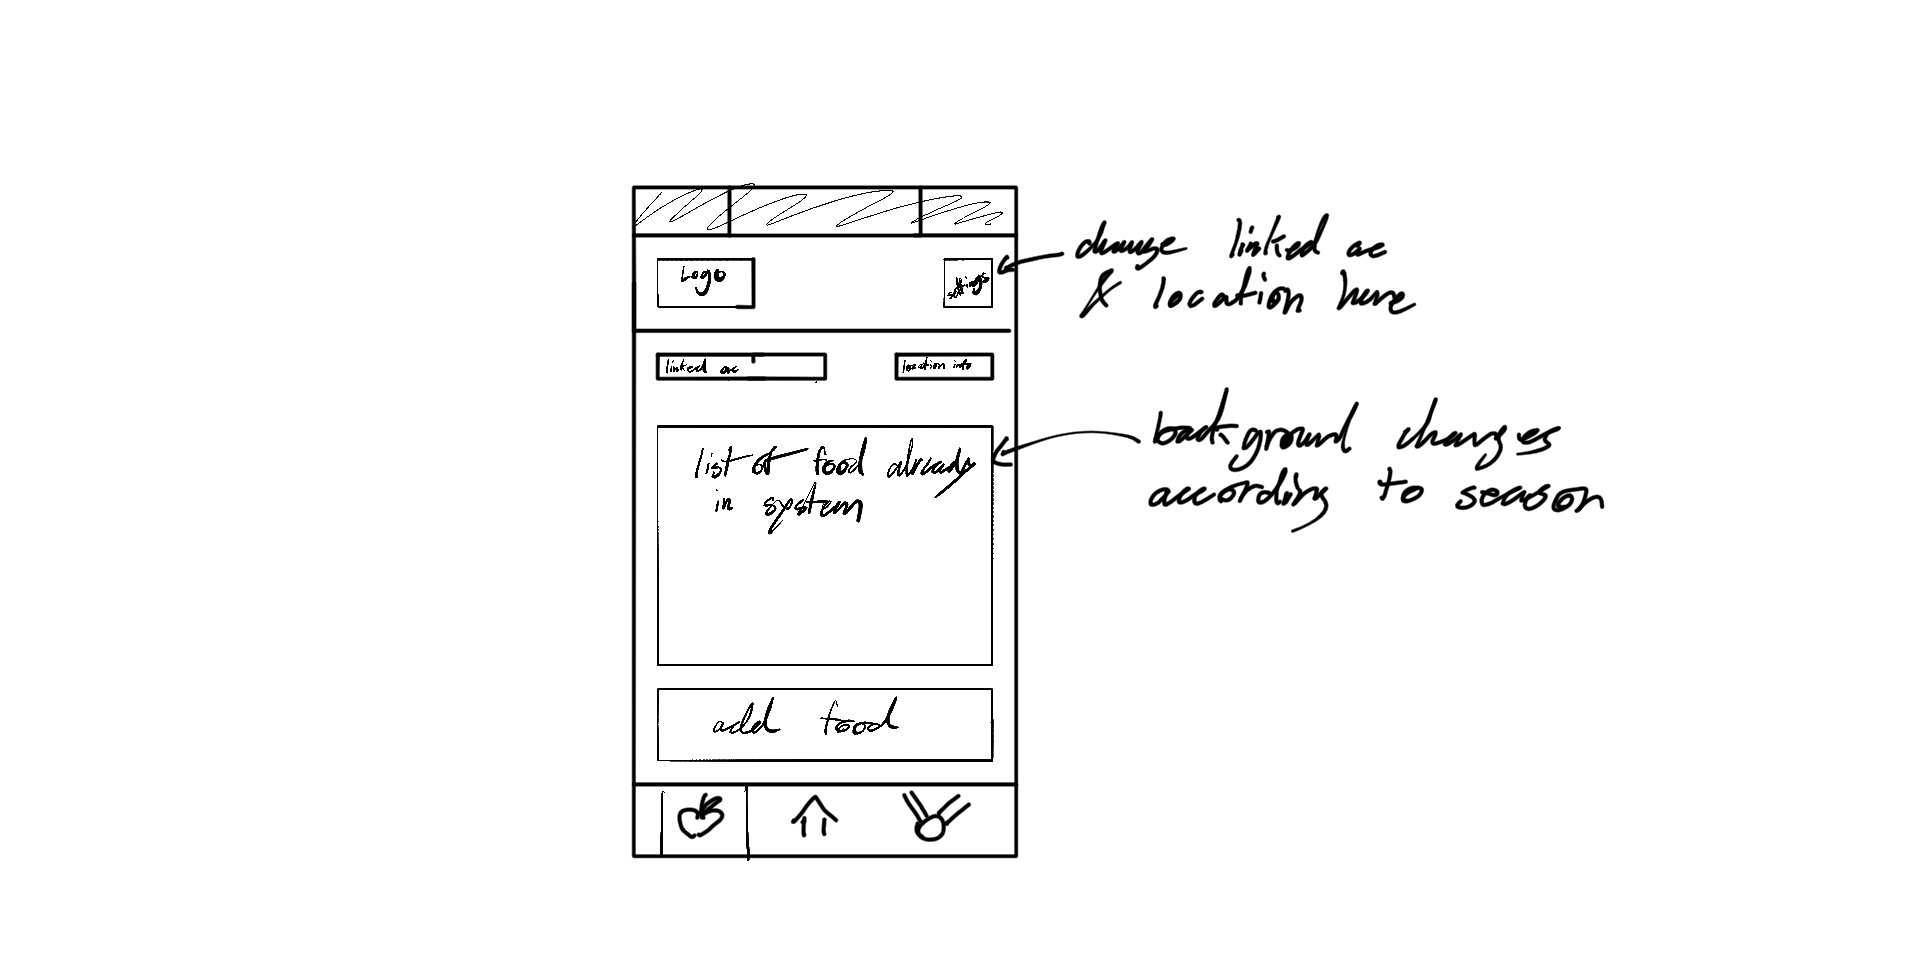 Logo
settings
change linked ac
& location here
linked ac
location info
list of food already
in system
background changes
according to season
add food